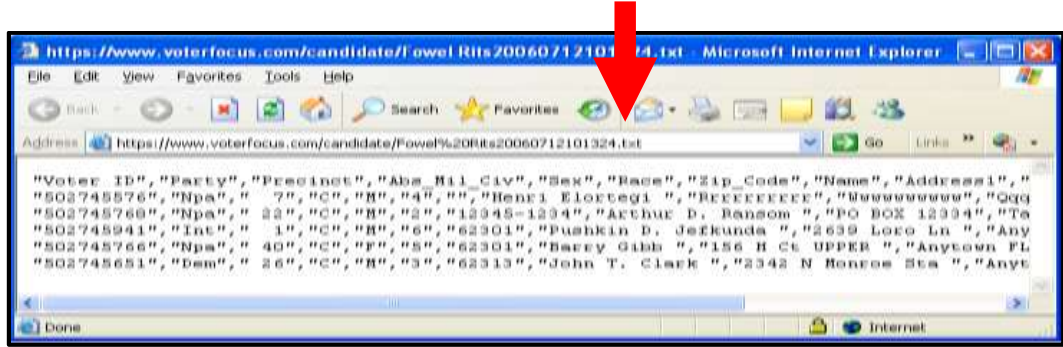 https://www.voterfocus.com/candidate/Fowel Rits20060712101324.txt - Microsoft Internet Explorer
File Edit View Favorites Tools Help
Back Search Favorites
Address https://www.voterfocus.com/candidate/Fowel%20Rits20060712101324.txt Go Links »
"Voter ID","Party","Precinct","Abs_Mil_Civ","Sex","Race","Zip_Code","Name","Address1","
"502745576","Npa"," 7","C","M","4","","Henri Elortegi ","Rrrrrrrrr","Wwwwwwwwww","Qqq
"502745768","Npa"," 22","C","M","2","12345-1234","Arthur D. Ransom ","PO BOX 12334","Ta
"502745941","Int"," 1","C","M","6","62301","Pushkin D. Jefkunda ","2639 Loro Ln ","Any
"502745766","Npa"," 40","C","F","5","62301","Barry Gibb ","156 M Ct UPPER ","Anytown FL
"502745651","Dem"," 26","C","M","3","62313","John T. Clark ","2342 N Monroe Sta ","Anyt
Done Internet